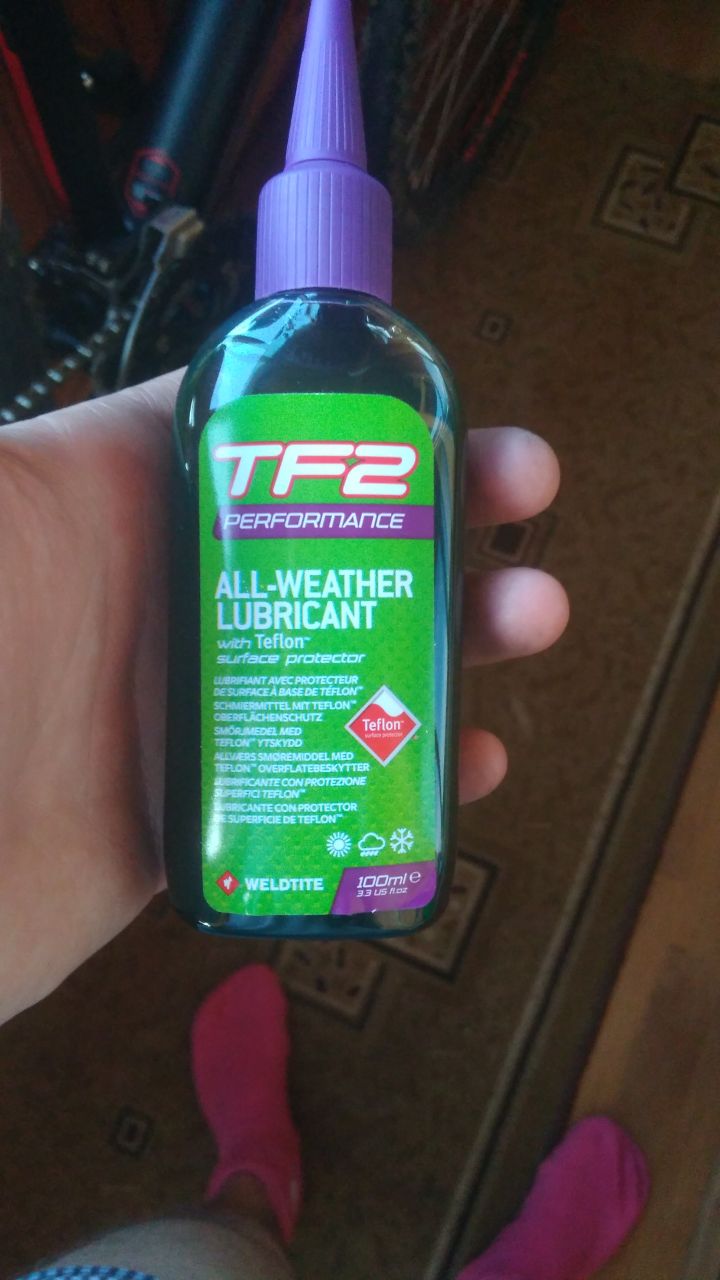 TF2
PERFORMANCE
ALL-WEATHER
LUBRICANT
with Teflon™
surface protector
LUBRIFIANT AVEC PROTECTEUR
DE SURFACE À BASE DE TÉFLON™
SCHMIERMITTEL MIT TEFLON™
OBERFLÄCHENSCHUTZ
SMÖRJMEDEL MED
TEFLON™ YTSKYDD
ALLVÆRS SMØREMIDDEL MED
TEFLON™ OVERFLATEBESKYTTER
LUBRIFICANTE CON PROTEZIONE
SUPERFICI TEFLON™
LUBRICANTE CON PROTECTOR
DE SUPERFICIE DE TEFLON™
Teflon™
surface protector
WELDTITE
100ml e
3.3 US fl.oz